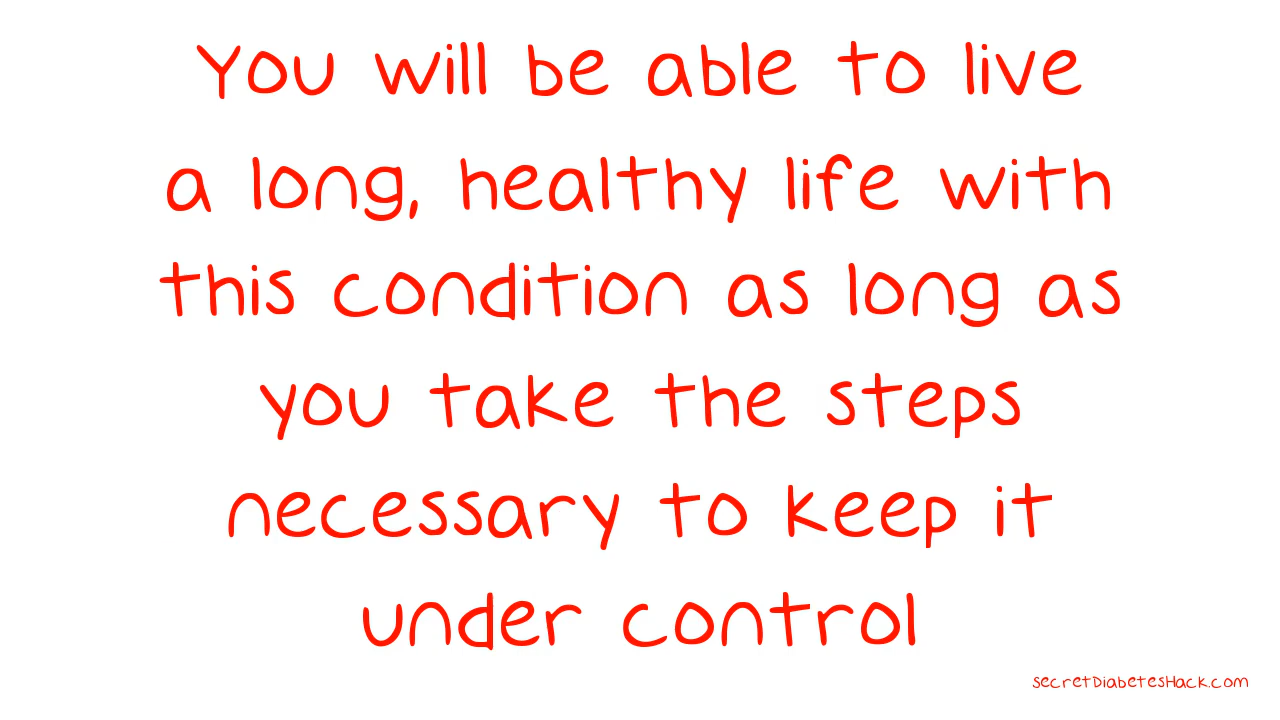 You will be able to live
a long, healthy life with
this condition as long as
you take the steps
necessary to keep it
under control
secretDiabetesHack.com